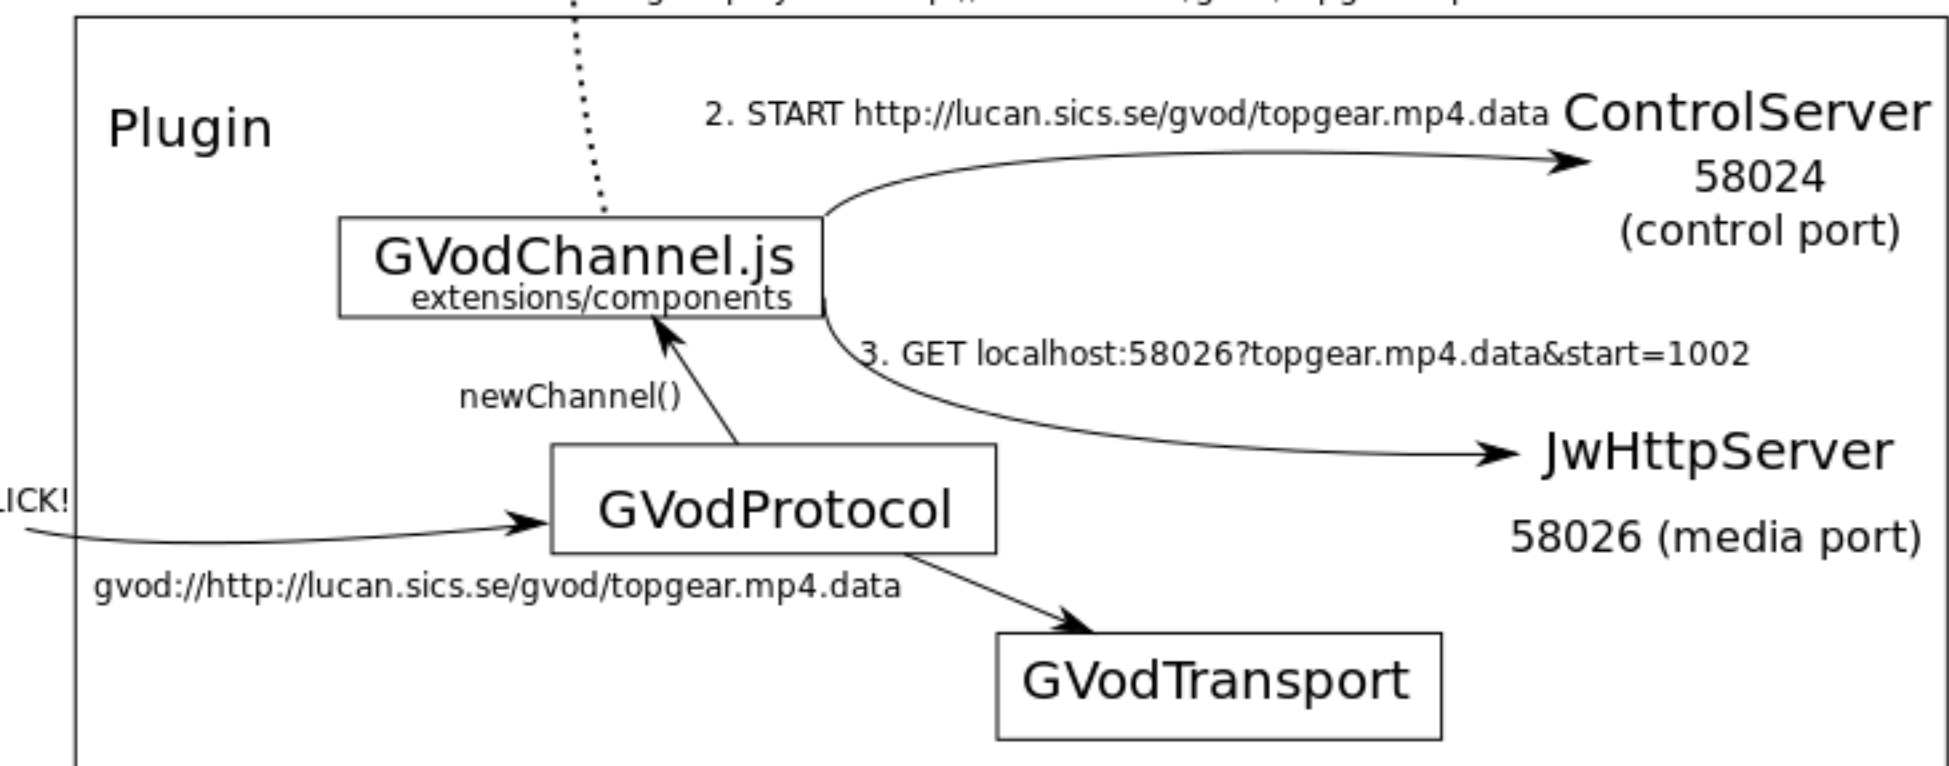 Plugin
2. START http://lucan.sics.se/gvod/topgear.mp4.data
ControlServer
58024
(control port)
GVodChannel.js
extensions/components
3. GET localhost:58026?topgear.mp4.data&start=1002
newChannel()
JwHttpServer
58026 (media port)
LICK!
GVodProtocol
gvod://http://lucan.sics.se/gvod/topgear.mp4.data
GVodTransport